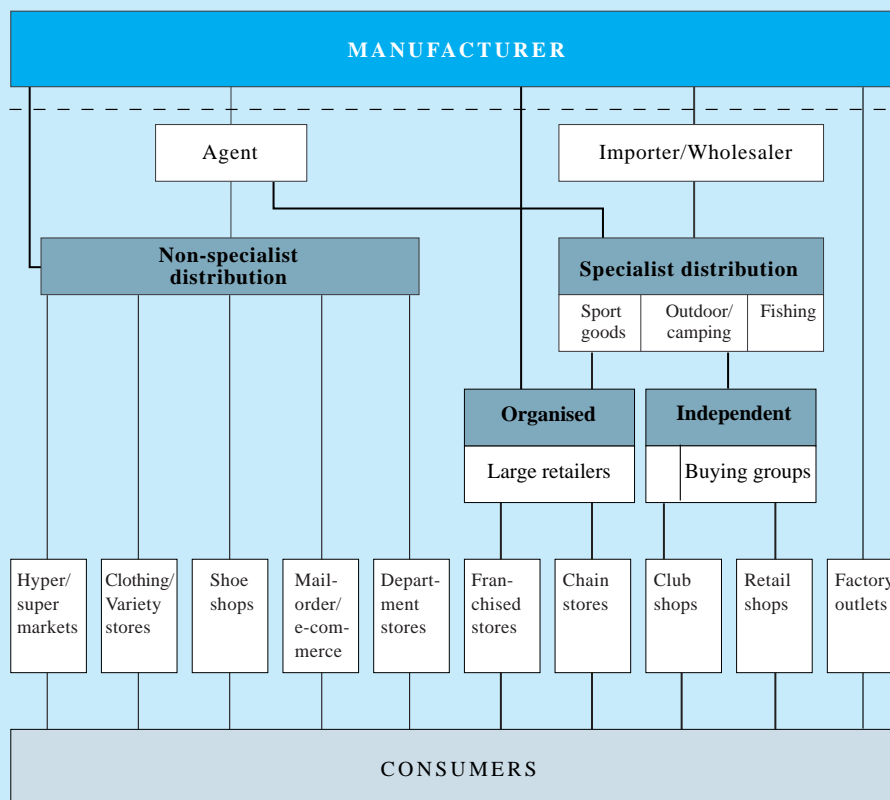 MANUFACTURER
Agent
Importer/Wholesaler
Non-specialist
distribution
Specialist distribution
Sport
goods
Outdoor/
camping
Fishing
Organised
Independent
Large retailers
Buying groups
Hyper/
super
markets
Clothing/
Variety
stores
Shoe
shops
Mail-
order/
e-com-
merce
Depart-
ment
stores
Fran-
chised
stores
Chain
stores
Club
shops
Retail
shops
Factory
outlets
CONSUMERS